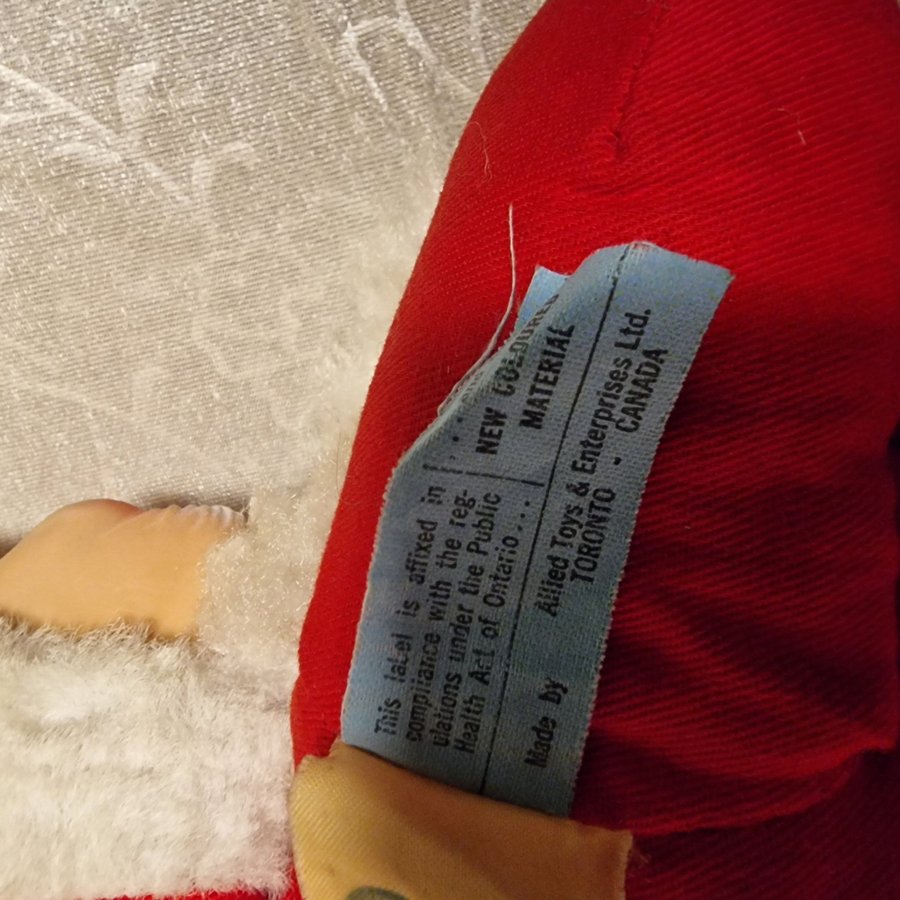 This label is affixed in
compliance with the reg-
ulations under the Public
Health Act of Ontario...
NEW COLOURED
MATERIAL
Made by Allied Toys & Enterprises Ltd.
TORONTO - CANADA